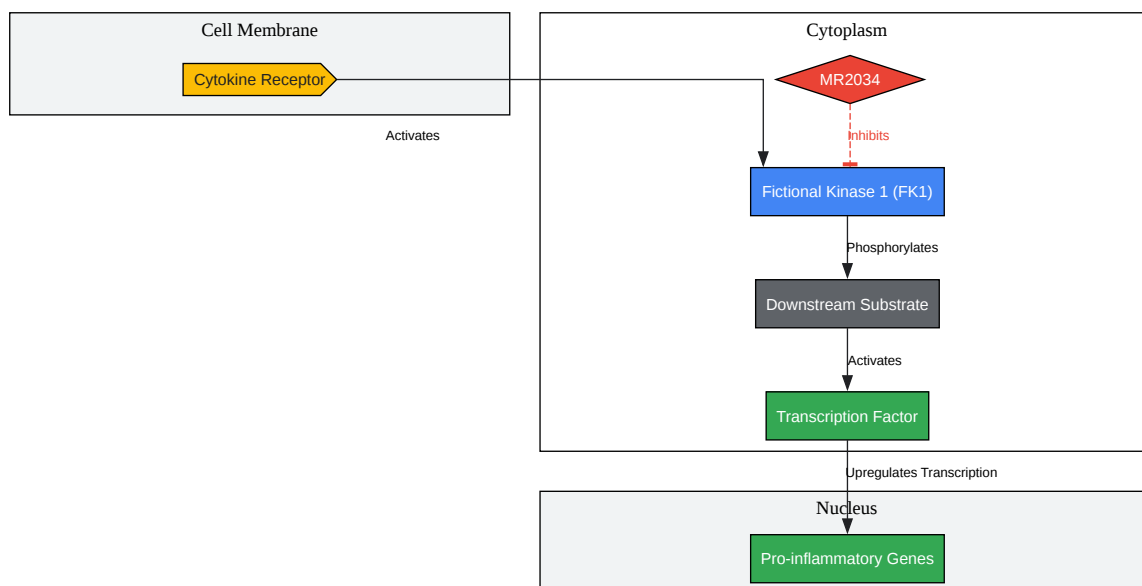 Cell Membrane
Cytokine Receptor
Activates
Cytoplasm
MR2034
Inhibits
Fictional Kinase 1 (FK1)
Phosphorylates
Downstream Substrate
Activates
Transcription Factor
Upregulates Transcription
Nucleus
Pro-inflammatory Genes